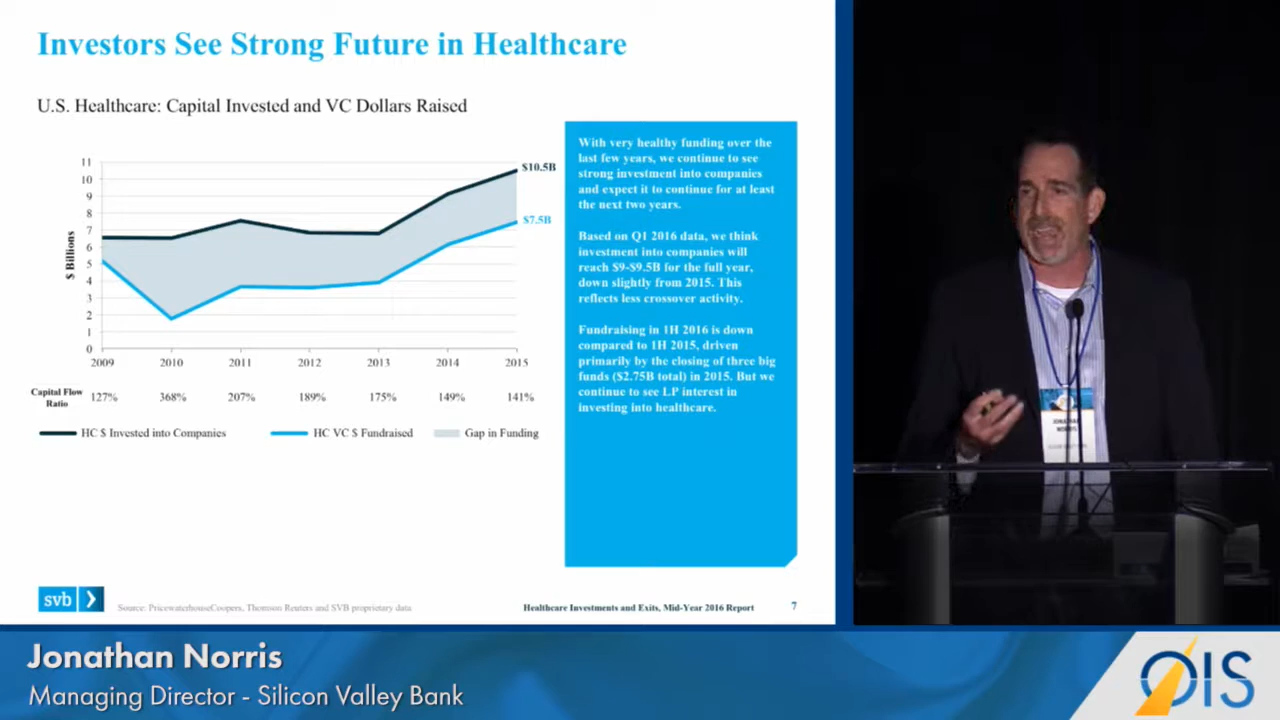 Investors See Strong Future in Healthcare
U.S. Healthcare: Capital Invested and VC Dollars Raised
$ Billions
11
10
9
8
7
6
5
4
3
2
1
0
$10.5B
$7.5B
2009 2010 2011 2012 2013 2014 2015
Capital Flow
Ratio
127% 368% 207% 189% 175% 149% 141%
HC $ Invested into Companies HC VC $ Fundraised Gap in Funding
With very healthy funding over the
last few years, we continue to see
strong investment into companies
and expect it to continue for at least
the next two years.
Based on Q1 2016 data, we think
investment into companies will
reach $9-$9.5B for the full year,
down slightly from 2015. This
reflects less crossover activity.
Fundraising in 1H 2016 is down
compared to 1H 2015, driven
primarily by the closing of three big
funds ($2.75B total) in 2015. But we
continue to see LP interest in
investing into healthcare.
svb
Source: PricewaterhouseCoopers, Thomson Reuters and SVB proprietary data
Healthcare Investments and Exits, Mid-Year 2016 Report 7
JONATHAN
NORRIS
Jonathan Norris
Managing Director - Silicon Valley Bank
OIS